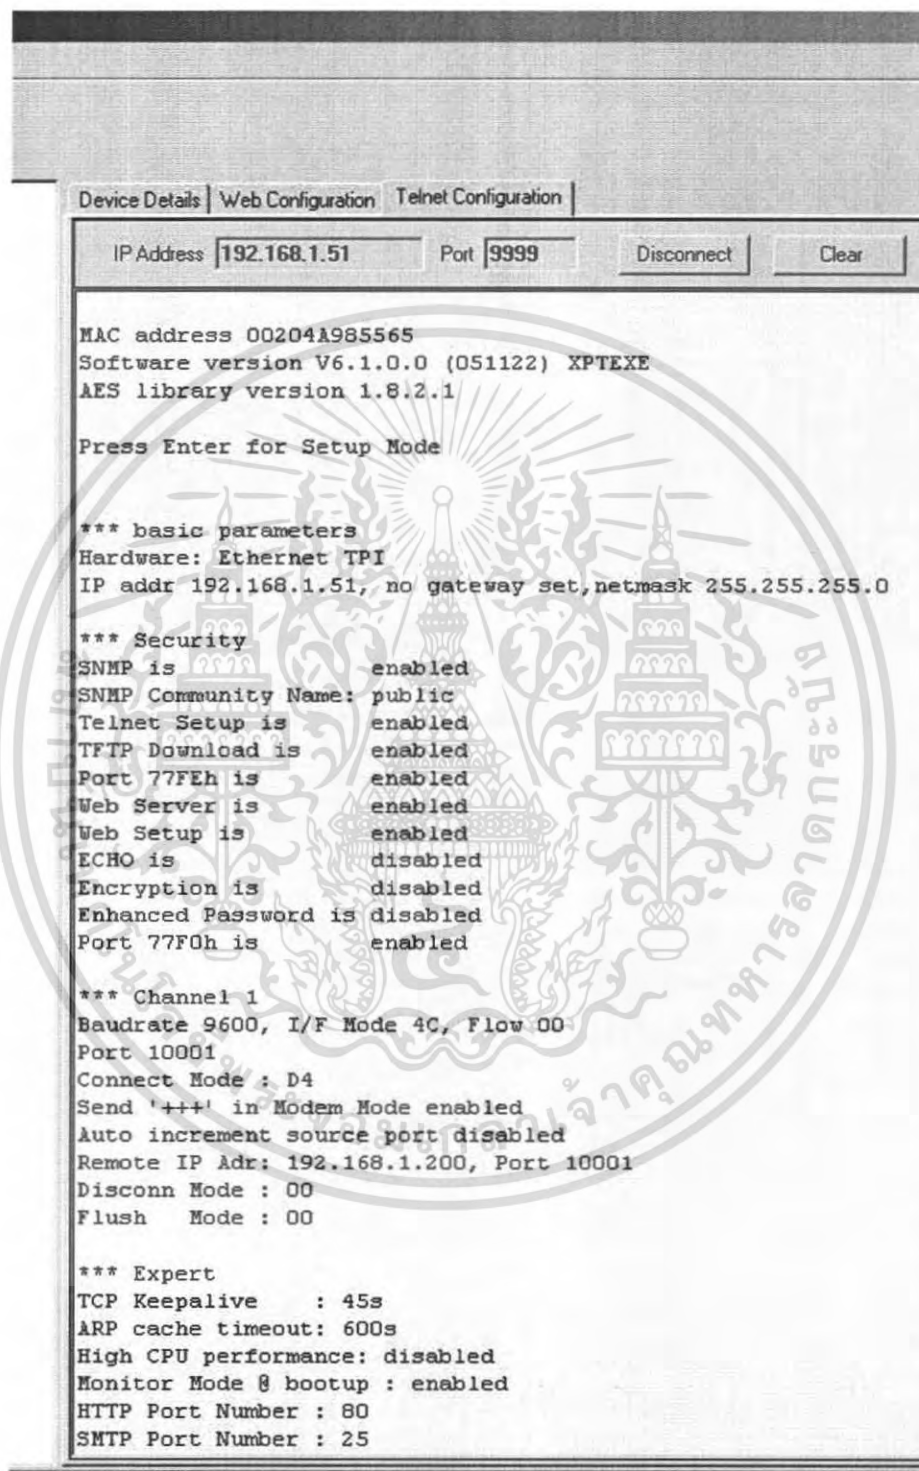 Device Details Web Configuration Telnet Configuration
IP Address 192.168.1.51 Port 9999 Disconnect Clear
MAC address 00204A985565
Software version V6.1.0.0 (051122) XPTEXE
AES library version 1.8.2.1
Press Enter for Setup Mode
*** basic parameters
Hardware: Ethernet TPI
IP addr 192.168.1.51, no gateway set,netmask 255.255.255.0
*** Security
SNMP is enabled
SNMP Community Name: public
Telnet Setup is enabled
TFTP Download is enabled
Port 77FEh is enabled
Web Server is enabled
Web Setup is enabled
ECHO is disabled
Encryption is disabled
Enhanced Password is disabled
Port 77F0h is enabled
*** Channel 1
Baudrate 9600, I/F Mode 4C, Flow 00
Port 10001
Connect Mode : D4
Send '+++' in Modem Mode enabled
Auto increment source port disabled
Remote IP Adr: 192.168.1.200, Port 10001
Disconn Mode : 00
Flush Mode : 00
*** Expert
TCP Keepalive : 45s
ARP cache timeout: 600s
High CPU performance: disabled
Monitor Mode @ bootup : enabled
HTTP Port Number : 80
SMTP Port Number : 25